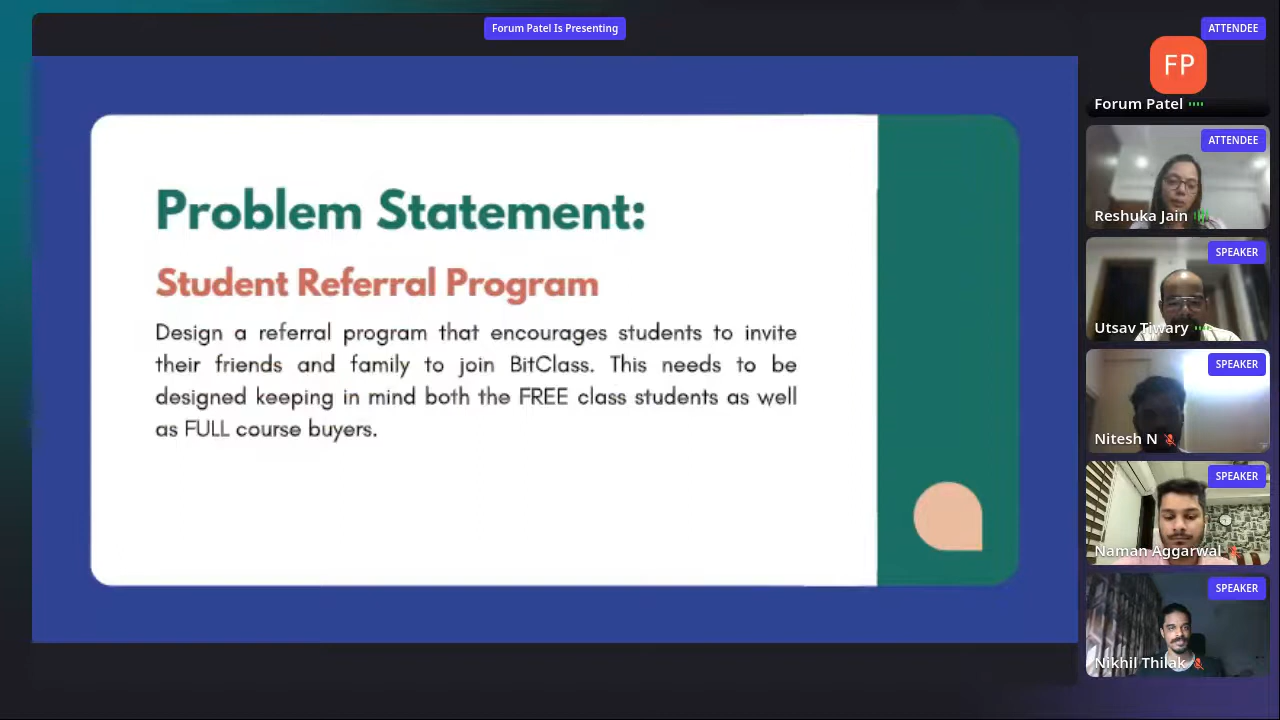 Forum Patel Is Presenting
Problem Statement:
Student Referral Program
Design a referral program that encourages students to invite
their friends and family to join BitClass. This needs to be
designed keeping in mind both the FREE class students as well
as FULL course buyers.
ATTENDEE
FP
Forum Patel
ATTENDEE
Reshuka Jain
SPEAKER
Utsav Tiwary
SPEAKER
Nitesh N
SPEAKER
Naman Aggarwal
SPEAKER
Nikhil Thilak